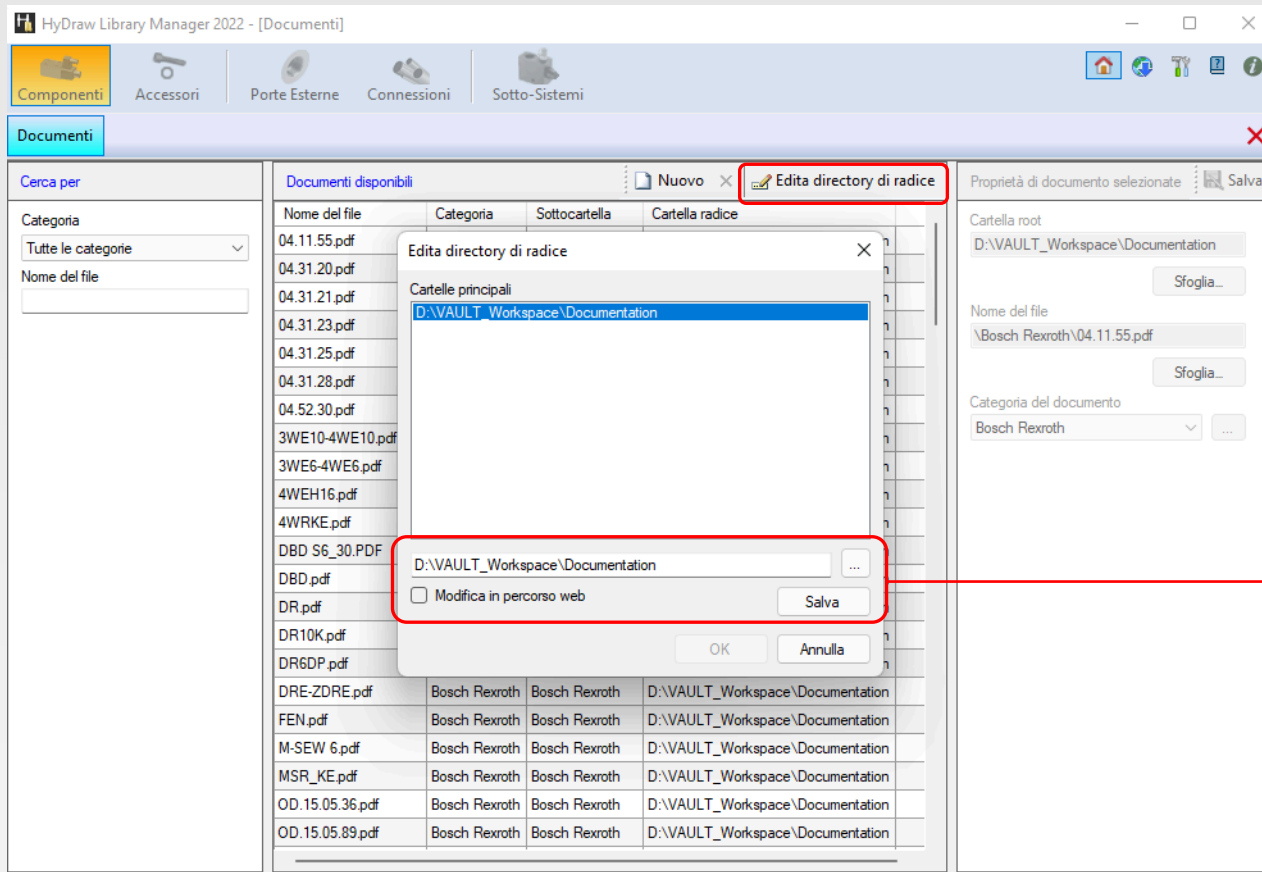 HyDraw Library Manager 2022 - [Documenti]
Componenti Accessori Porte Esterne Connessioni Sotto-Sistemi
Documenti
Cerca per
Categoria
Tutte le categorie
Nome del file
Documenti disponibili Nuovo Edita directory di radice
Nome del file Categoria Sottocartella Cartella radice
04.11.55.pdf
04.31.20.pdf
04.31.21.pdf
04.31.23.pdf
04.31.25.pdf
04.31.28.pdf
04.52.30.pdf
3WE10-4WE10.pdf
3WE6-4WE6.pdf
4WEH16.pdf
4WRKE.pdf
DBD S6_30.PDF
DBD.pdf
DR.pdf
DR10K.pdf
DR6DP.pdf
DRE-ZDRE.pdf Bosch Rexroth Bosch Rexroth D:\VAULT_Workspace\Documentation
FEN.pdf Bosch Rexroth Bosch Rexroth D:\VAULT_Workspace\Documentation
M-SEW 6.pdf Bosch Rexroth Bosch Rexroth D:\VAULT_Workspace\Documentation
MSR_KE.pdf Bosch Rexroth Bosch Rexroth D:\VAULT_Workspace\Documentation
OD.15.05.36.pdf Bosch Rexroth Bosch Rexroth D:\VAULT_Workspace\Documentation
OD.15.05.89.pdf Bosch Rexroth Bosch Rexroth D:\VAULT_Workspace\Documentation
Edita directory di radice
Cartelle principali
D:\VAULT_Workspace\Documentation
D:\VAULT_Workspace\Documentation
...
Modifica in percorso web
Salva
OK Annulla
Proprietà di documento selezionate Salva
Cartella root
D:\VAULT_Workspace\Documentation
Sfoglia...
Nome del file
\Bosch Rexroth\04.11.55.pdf
Sfoglia...
Categoria del documento
Bosch Rexroth ...